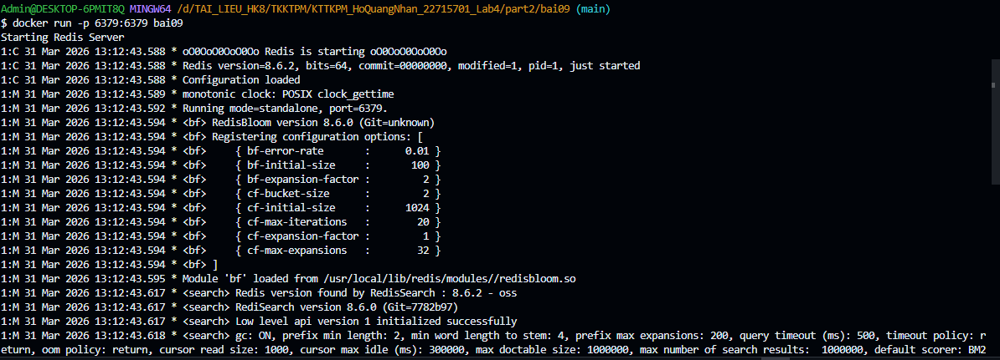 Admin@DESKTOP-6PMIT8Q MINGW64 /d/TAI_LIEU_HK8/TKKTPM/KTTKPM_HoQuangNhan_22715701_Lab4/part2/bai09 (main)
$ docker run -p 6379:6379 bai09
Starting Redis Server
1:C 31 Mar 2026 13:12:43.588 * oO0OoO0OoO0Oo Redis is starting oO0OoO0OoO0Oo
1:C 31 Mar 2026 13:12:43.588 * Redis version=8.6.2, bits=64, commit=00000000, modified=1, pid=1, just started
1:C 31 Mar 2026 13:12:43.588 * Configuration loaded
1:M 31 Mar 2026 13:12:43.589 * monotonic clock: POSIX clock_gettime
1:M 31 Mar 2026 13:12:43.592 * Running mode=standalone, port=6379.
1:M 31 Mar 2026 13:12:43.594 * <bf> RedisBloom version 8.6.0 (Git=unknown)
1:M 31 Mar 2026 13:12:43.594 * <bf> Registering configuration options: [
1:M 31 Mar 2026 13:12:43.594 * <bf>     { bf-error-rate       :      0.01 }
1:M 31 Mar 2026 13:12:43.594 * <bf>     { bf-initial-size     :       100 }
1:M 31 Mar 2026 13:12:43.594 * <bf>     { bf-expansion-factor :         2 }
1:M 31 Mar 2026 13:12:43.594 * <bf>     { cf-bucket-size      :         2 }
1:M 31 Mar 2026 13:12:43.594 * <bf>     { cf-initial-size     :      1024 }
1:M 31 Mar 2026 13:12:43.594 * <bf>     { cf-max-iterations   :        20 }
1:M 31 Mar 2026 13:12:43.594 * <bf>     { cf-expansion-factor :         1 }
1:M 31 Mar 2026 13:12:43.594 * <bf>     { cf-max-expansions   :        32 }
1:M 31 Mar 2026 13:12:43.594 * <bf> ]
1:M 31 Mar 2026 13:12:43.595 * Module 'bf' loaded from /usr/local/lib/redis/modules//redisbloom.so
1:M 31 Mar 2026 13:12:43.617 * <search> Redis version found by RedisSearch : 8.6.2 - oss
1:M 31 Mar 2026 13:12:43.617 * <search> RediSearch version 8.6.0 (Git=7782b97)
1:M 31 Mar 2026 13:12:43.617 * <search> Low level api version 1 initialized successfully
1:M 31 Mar 2026 13:12:43.618 * <search> gc: ON, prefix min length: 2, min word length to stem: 4, prefix max expansions: 200, query timeout (ms): 500, timeout policy: r
eturn, oom policy: return, cursor read size: 1000, cursor max idle (ms): 300000, max doctable size: 1000000, max number of search results:  1000000, default scorer: BM2